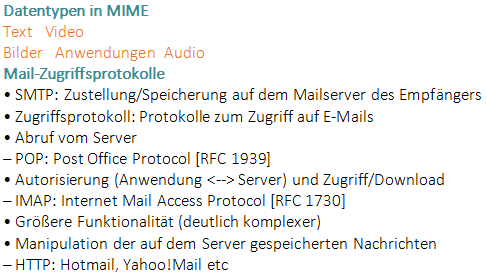 Datentypen in MIME
Text Video
Bilder Anwendungen Audio
Mail-Zugriffsprotokolle
• SMTP: Zustellung/Speicherung auf dem Mailserver des Empfängers
• Zugriffsprotokoll: Protokolle zum Zugriff auf E-Mails
• Abruf vom Server
– POP: Post Office Protocol [RFC 1939]
• Autorisierung (Anwendung <--> Server) und Zugriff/Download
– IMAP: Internet Mail Access Protocol [RFC 1730]
• Größere Funktionalität (deutlich komplexer)
• Manipulation der auf dem Server gespeicherten Nachrichten
– HTTP: Hotmail, Yahoo!Mail etc